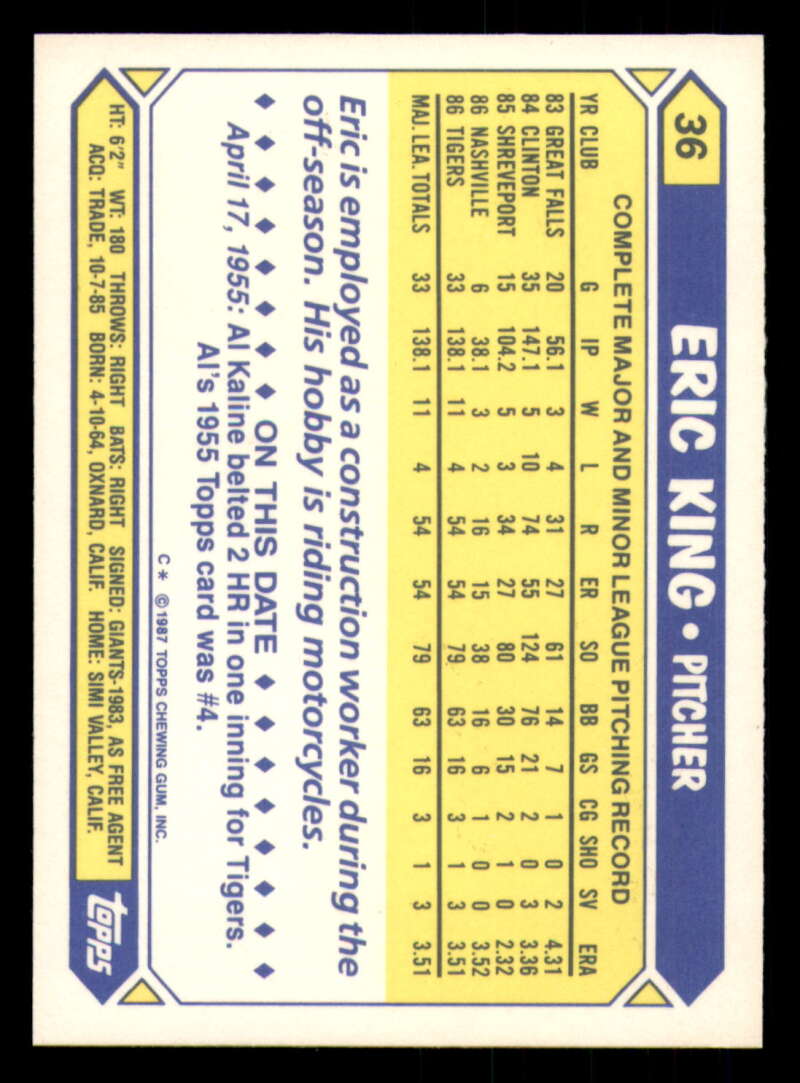 36
ERIC KING • PITCHER
COMPLETE MAJOR AND MINOR LEAGUE PITCHING RECORD
YR CLUB G IP W L R ER SO BB GS CG SHO SV ERA
83 GREAT FALLS 20 56.1 3 4 31 27 61 14 7 1 0 2 4.31
84 CLINTON 35 147.1 5 10 74 55 124 76 21 2 0 3 3.36
85 SHREVEPORT 15 104.2 5 3 34 27 80 30 15 2 1 0 2.32
86 NASHVILLE 6 38.1 3 2 16 15 38 16 6 1 0 0 3.52
86 TIGERS 33 138.1 11 4 54 54 79 63 16 3 1 3 3.51
MAJ. LEA. TOTALS 33 138.1 11 4 54 54 79 63 16 3 1 3 3.51
Eric is employed as a construction worker during the
off-season. His hobby is riding motorcycles.
◆ ◆ ◆ ◆ ◆ ◆ ◆ ◆ ON THIS DATE ◆ ◆ ◆ ◆ ◆ ◆ ◆ ◆
April 17, 1955: Al Kaline belted 2 HR in one inning for Tigers.
Al's 1955 Topps card was #4.
C * © 1987 TOPPS CHEWING GUM, INC.
HT: 6'2" WT: 180 THROWS: RIGHT BATS: RIGHT SIGNED: GIANTS-1983, AS FREE AGENT
ACQ: TRADE, 10-7-85 BORN: 4-10-64, OXNARD, CALIF. HOME: SIMI VALLEY, CALIF.
topps